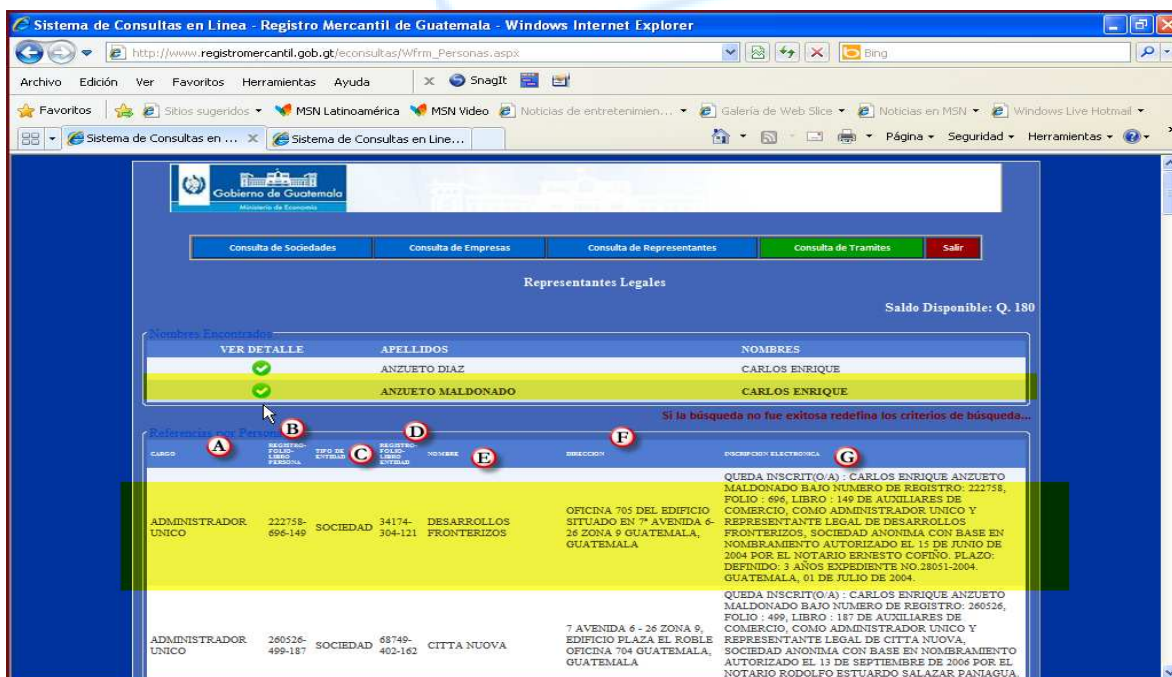 Sistema de Consultas en Linea - Registro Mercantil de Guatemala - Windows Internet Explorer
http://www.registromercantil.gob.gt/econsultas/Wfrm_Personas.aspx
Bing
Archivo Edición Ver Favoritos Herramientas Ayuda x SnagIt
Favoritos Sitios sugeridos MSN Latinoamérica MSN Video Noticias de entretenimien... Galería de Web Slice Noticias en MSN Windows Live Hotmail
Sistema de Consultas en ... x Sistema de Consultas en Line... Página Seguridad Herramientas
Gobierno de Guatemala
Ministerio de Economía
Consulta de Sociedades Consulta de Empresas Consulta de Representantes Consulta de Tramites Salir
Representantes Legales
Saldo Disponible: Q. 180
Nombres Encontrados
VER DETALLE APELLIDOS NOMBRES
ANZUETO DIAZ CARLOS ENRIQUE
ANZUETO MALDONADO CARLOS ENRIQUE
Si la búsqueda no fue exitosa redefina los criterios de búsqueda...
Referencias por Persona
A B C D E F G
CARGO REGISTRO-FOLIO-LIBRO PERSONA TIPO DE ENTIDAD REGISTRO-FOLIO-LIBRO ENTIDAD NOMBRE DIRECCION INSCRIPCION ELECTRONICA
ADMINISTRADOR UNICO
222758-696-149
SOCIEDAD
34174-304-121
DESARROLLOS FRONTERIZOS
OFICINA 705 DEL EDIFICIO
SITUADO EN 7ª AVENIDA 6-
26 ZONA 9 GUATEMALA,
GUATEMALA
QUEDA INSCRIT(O/A) : CARLOS ENRIQUE ANZUETO
MALDONADO BAJO NUMERO DE REGISTRO: 222758,
FOLIO : 696, LIBRO : 149 DE AUXILIARES DE
COMERCIO, COMO ADMINISTRADOR UNICO Y
REPRESENTANTE LEGAL DE DESARROLLOS
FRONTERIZOS, SOCIEDAD ANONIMA CON BASE EN
NOMBRAMIENTO AUTORIZADO EL 15 DE JUNIO DE
2004 POR EL NOTARIO ERNESTO COFIÑO. PLAZO:
DEFINIDO: 3 AÑOS EXPEDIENTE NO.28051-2004.
GUATEMALA, 01 DE JULIO DE 2004.
ADMINISTRADOR UNICO
260526-499-187
SOCIEDAD
68749-402-162
CITTA NUOVA
7 AVENIDA 6 - 26 ZONA 9,
EDIFICIO PLAZA EL ROBLE
OFICINA 704 GUATEMALA,
GUATEMALA
QUEDA INSCRIT(O/A) : CARLOS ENRIQUE ANZUETO
MALDONADO BAJO NUMERO DE REGISTRO: 260526,
FOLIO : 499, LIBRO : 187 DE AUXILIARES DE
COMERCIO, COMO ADMINISTRADOR UNICO Y
REPRESENTANTE LEGAL DE CITTA NUOVA,
SOCIEDAD ANONIMA CON BASE EN NOMBRAMIENTO
AUTORIZADO EL 13 DE SEPTIEMBRE DE 2006 POR EL
NOTARIO RODOLFO ESTUARDO SALAZAR PANIAGUA.